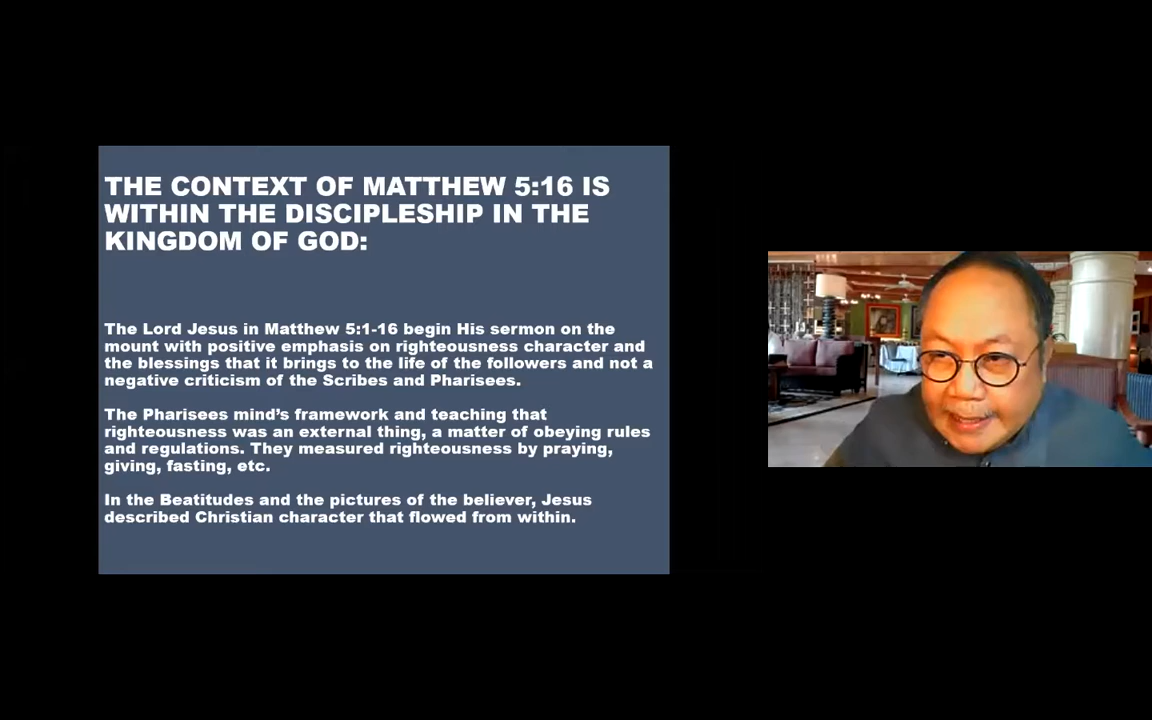 THE CONTEXT OF MATTHEW 5:16 IS
WITHIN THE DISCIPLESHIP IN THE
KINGDOM OF GOD:
The Lord Jesus in Matthew 5:1-16 begin His sermon on the
mount with positive emphasis on righteousness character and
the blessings that it brings to the life of the followers and not a
negative criticism of the Scribes and Pharisees.
The Pharisees mind’s framework and teaching that
righteousness was an external thing, a matter of obeying rules
and regulations. They measured righteousness by praying,
giving, fasting, etc.
In the Beatitudes and the pictures of the believer, Jesus
described Christian character that flowed from within.